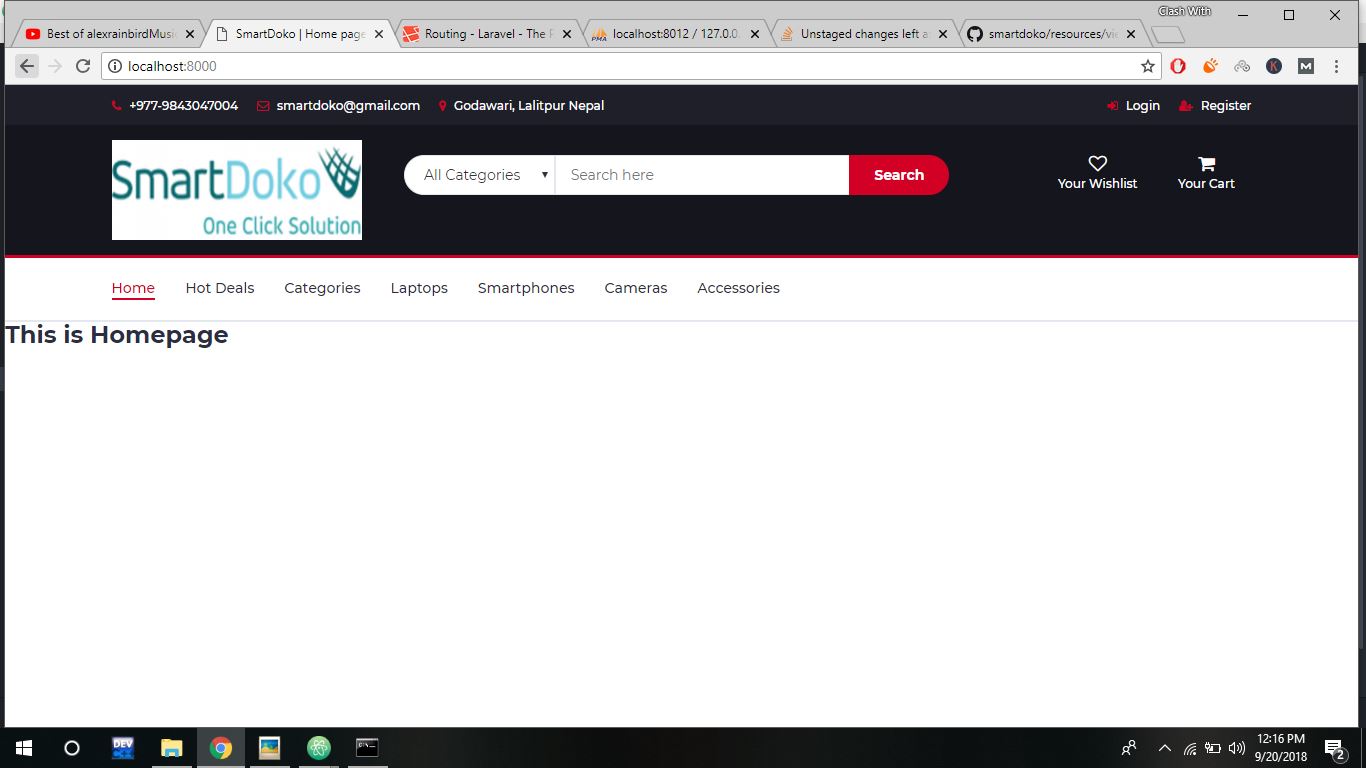 Clash With
Best of alexrainbirdMusi
SmartDoko | Home page
Routing - Laravel - The P
localhost:8012 / 127.0.0.
Unstaged changes left a
smartdoko/resources/vie
localhost:8000
+977-9843047004 smartdoko@gmail.com Godawari, Lalitpur Nepal
Login Register
SmartDoko
One Click Solution
All Categories Search here Search
Your Wishlist Your Cart
Home Hot Deals Categories Laptops Smartphones Cameras Accessories
This is Homepage
DEV
12:16 PM
9/20/2018
2